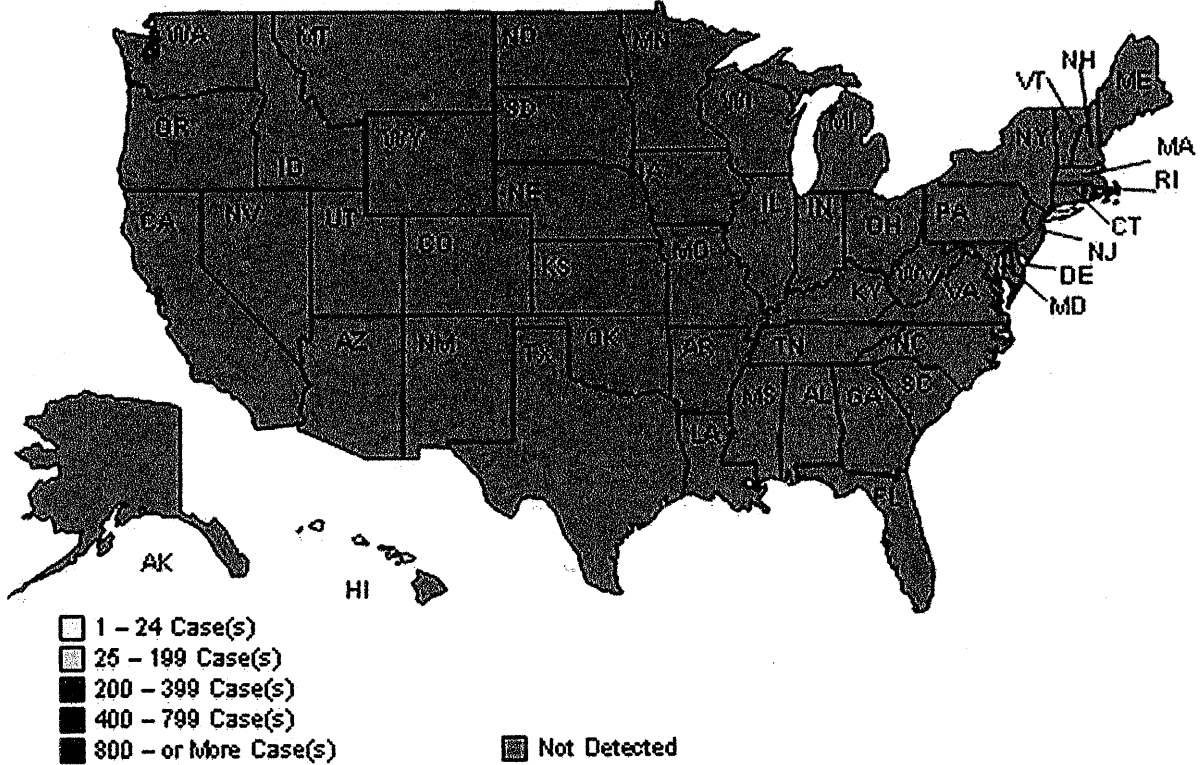 WA
MT
ND
MN
NH
VT
ME
OR
ID
WY
SD
WI
MI
NY
MA
RI
CT
NJ
DE
MD
CA
NV
UT
CO
NE
KS
IA
MO
IL
IN
OH
PA
KY
WV
VA
AZ
NM
TX
OK
AR
LA
TN
NC
SC
MS
AL
GA
FL
AK
HI
1 - 24 Case(s)
25 - 199 Case(s)
200 - 399 Case(s)
400 - 799 Case(s)
800 - or More Case(s)
Not Detected